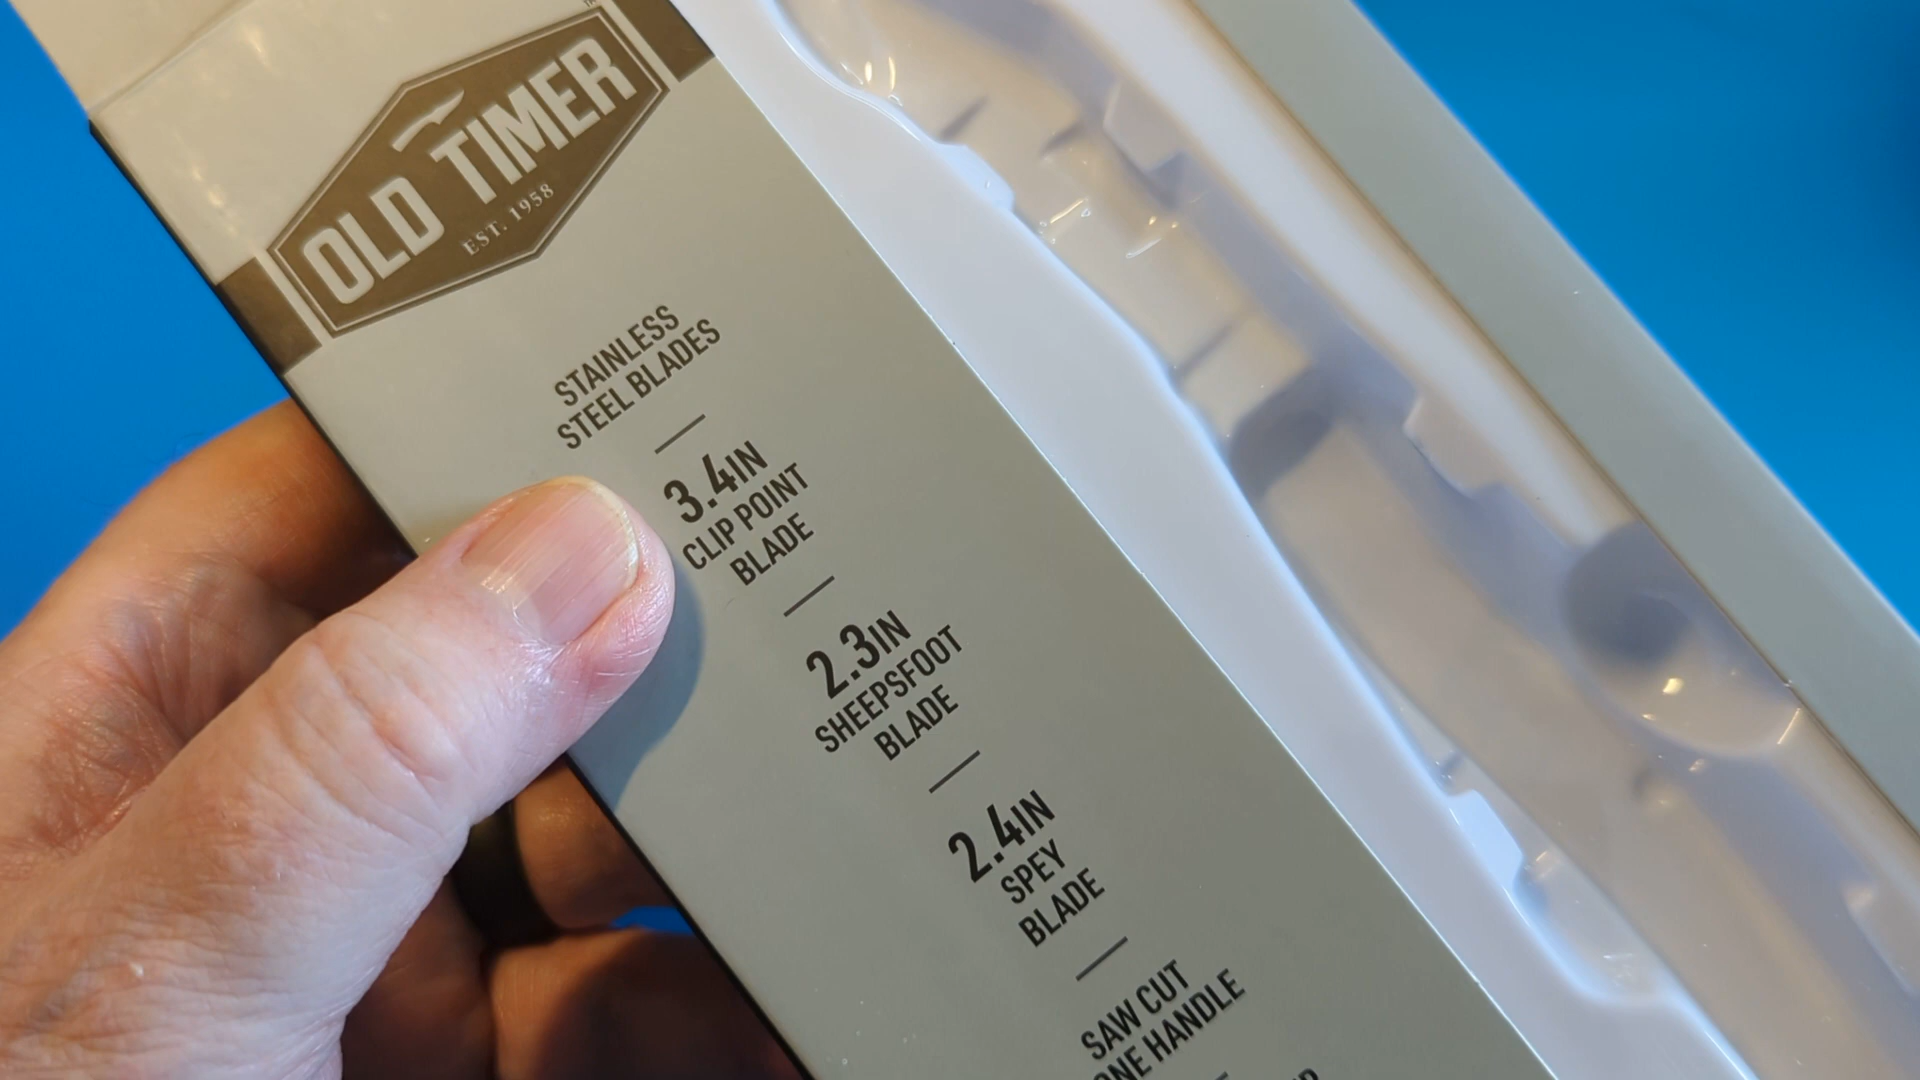 OLD TIMER
EST. 1958
STAINLESS
STEEL BLADES
3.4IN
CLIP POINT
BLADE
2.3IN
SHEEPSFOOT
BLADE
2.4IN
SPEY
BLADE
SAW CUT
HANDLE